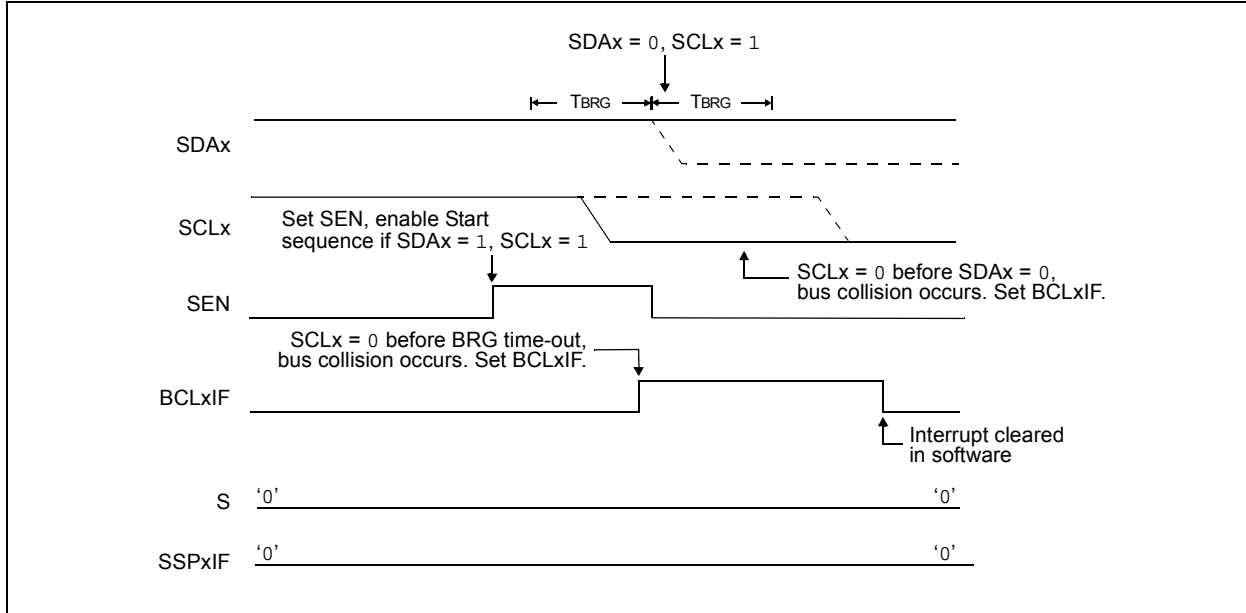 SDAx = 0, SCLx = 1
TBRG TBRG
SDAx
SCLx
Set SEN, enable Start
sequence if SDAx = 1, SCLx = 1
SCLx = 0 before SDAx = 0,
bus collision occurs. Set BCLxIF.
SEN
SCLx = 0 before BRG time-out,
bus collision occurs. Set BCLxIF.
BCLxIF
Interrupt cleared
in software
S ‘0’ ‘0’
SSPxIF ‘0’ ‘0’